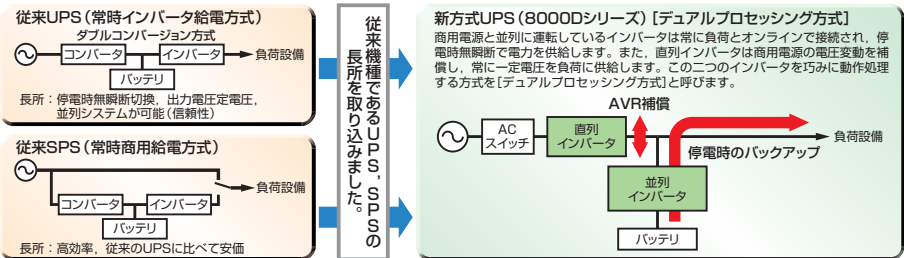 従来UPS(常時インバータ給電方式)
ダブルコンバージョン方式
コンバータ
インバータ
負荷設備
バッテリ
長所:停電時無瞬断切換,出力電圧定電圧,
並列システムが可能(信頼性)
従来SPS(常時商用給電方式)
負荷設備
コンバータ
インバータ
バッテリ
長所:高効率,従来のUPSに比べて安価
従来機種であるUPS,SPSの
長所を取り込みました。
新方式UPS(8000Dシリーズ)[デュアルプロセッシング方式]
商用電源と並列に運転しているインバータは常に負荷とオンラインで接続され,停
電時無瞬断で電力を供給します。また,直列インバータは商用電源の電圧変動を補
償し,常に一定電圧を負荷に供給します。この二つのインバータを巧みに動作処理
する方式を[デュアルプロセッシング方式]と呼びます。
AVR補償
AC
スイッチ
直列
インバータ
負荷設備
停電時のバックアップ
並列
インバータ
バッテリ